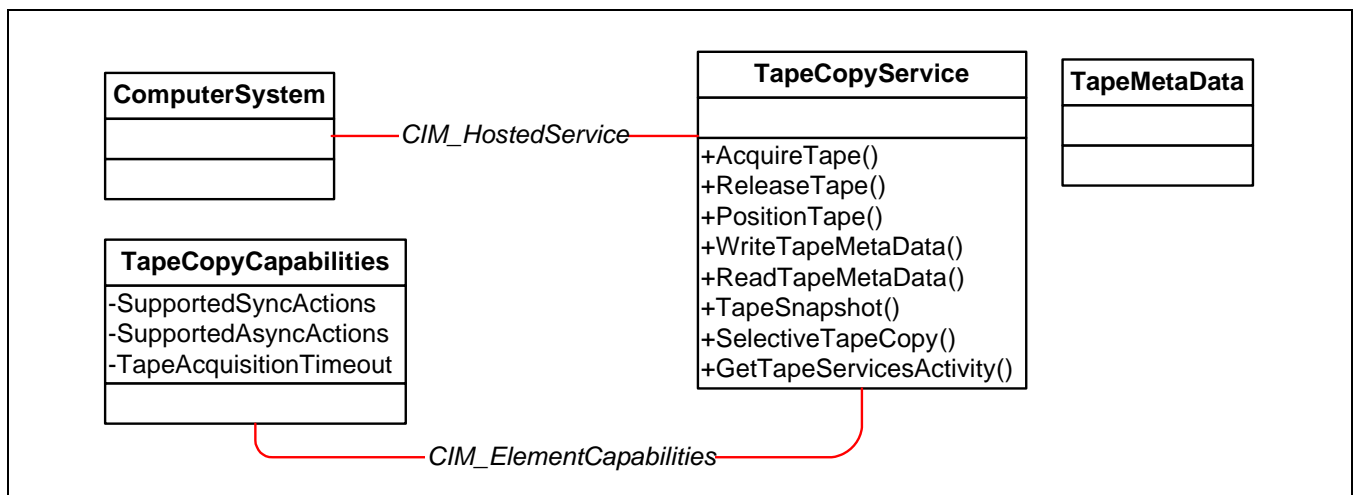 ComputerSystem
CIM_HostedService
TapeCopyService
+AcquireTape()
+ReleaseTape()
+PositionTape()
+WriteTapeMetaData()
+ReadTapeMetaData()
+TapeSnapshot()
+SelectiveTapeCopy()
+GetTapeServicesActivity()
TapeMetaData
TapeCopyCapabilities
-SupportedSyncActions
-SupportedAsyncActions
-TapeAcquisitionTimeout
CIM_ElementCapabilities